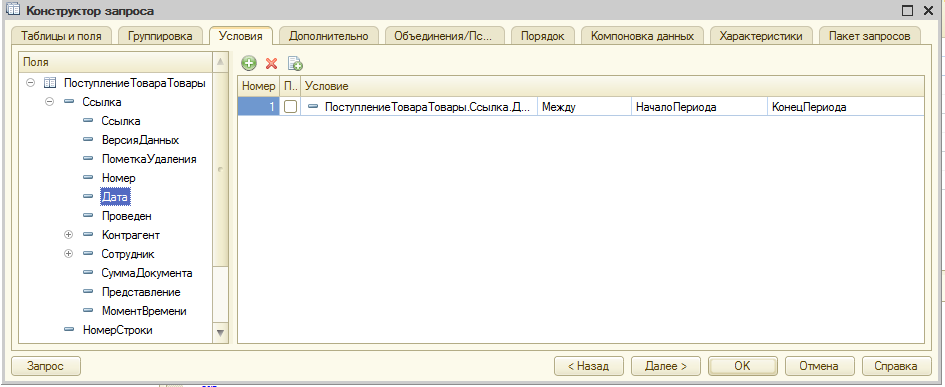 Конструктор запроса
Таблицы и поля Группировка Условия Дополнительно Объединения/Пс... Порядок Компоновка данных Характеристики Пакет запросов
Поля
ПоступлениеТовараТовары
Ссылка
Ссылка
ВерсияДанных
ПометкаУдаления
Номер
Дата
Проведен
Контрагент
Сотрудник
СуммаДокумента
Представление
МоментВремени
НомерСтроки
Номер П.. Условие
1 ПоступлениеТовараТовары.Ссылка.Д... Между НачалоПериода КонецПериода
Запрос < Назад Далее > OK Отмена Справка